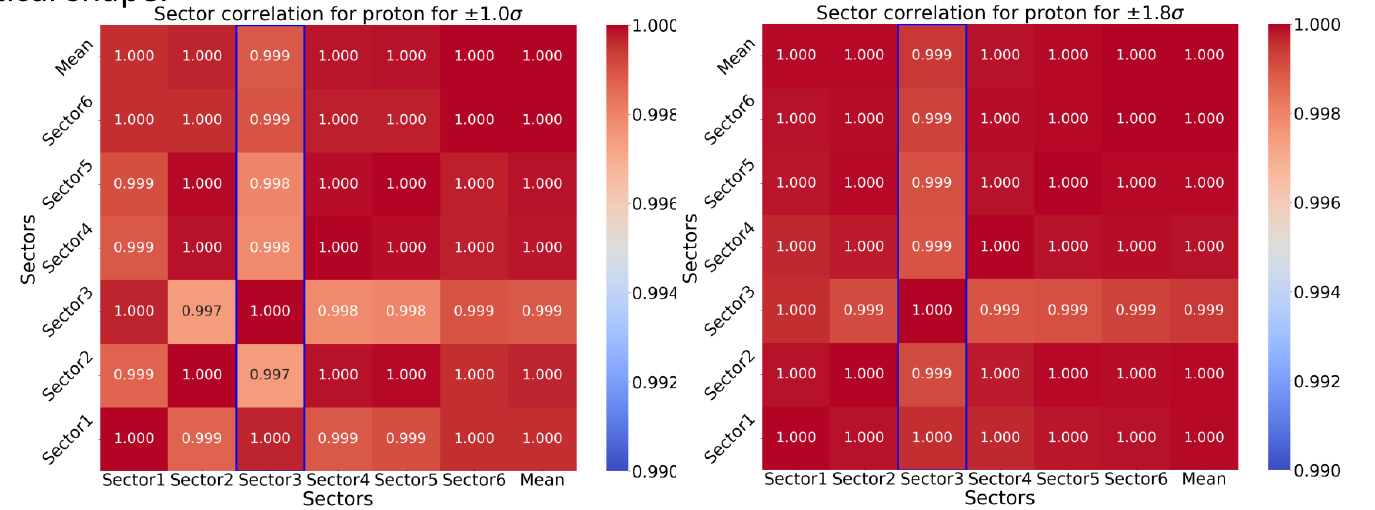 Sector correlation for proton for ±1.0σ
Mean 1.000 1.000 0.999 1.000 1.000 1.000 1.000
Sector6 1.000 1.000 0.999 1.000 1.000 1.000 1.000
Sector5 0.999 1.000 0.998 1.000 1.000 1.000 1.000
Sector4 0.999 1.000 0.998 1.000 1.000 1.000 1.000
Sector3 1.000 0.997 1.000 0.998 0.998 0.999 0.999
Sector2 0.999 1.000 0.997 1.000 1.000 1.000 1.000
Sector1 1.000 0.999 1.000 0.999 0.999 1.000 1.000
Sector1 Sector2 Sector3 Sector4 Sector5 Sector6 Mean
Sectors
Sectors
1.000
0.998
0.996
0.994
0.992
0.990
Sector correlation for proton for ±1.8σ
Mean 1.000 1.000 0.999 1.000 1.000 1.000 1.000
Sector6 1.000 1.000 0.999 1.000 1.000 1.000 1.000
Sector5 1.000 1.000 0.999 1.000 1.000 1.000 1.000
Sector4 1.000 1.000 0.999 1.000 1.000 1.000 1.000
Sector3 1.000 0.999 1.000 0.999 0.999 0.999 0.999
Sector2 1.000 1.000 0.999 1.000 1.000 1.000 1.000
Sector1 1.000 1.000 1.000 1.000 1.000 1.000 1.000
Sector1 Sector2 Sector3 Sector4 Sector5 Sector6 Mean
Sectors
Sectors
1.000
0.998
0.996
0.994
0.992
0.990